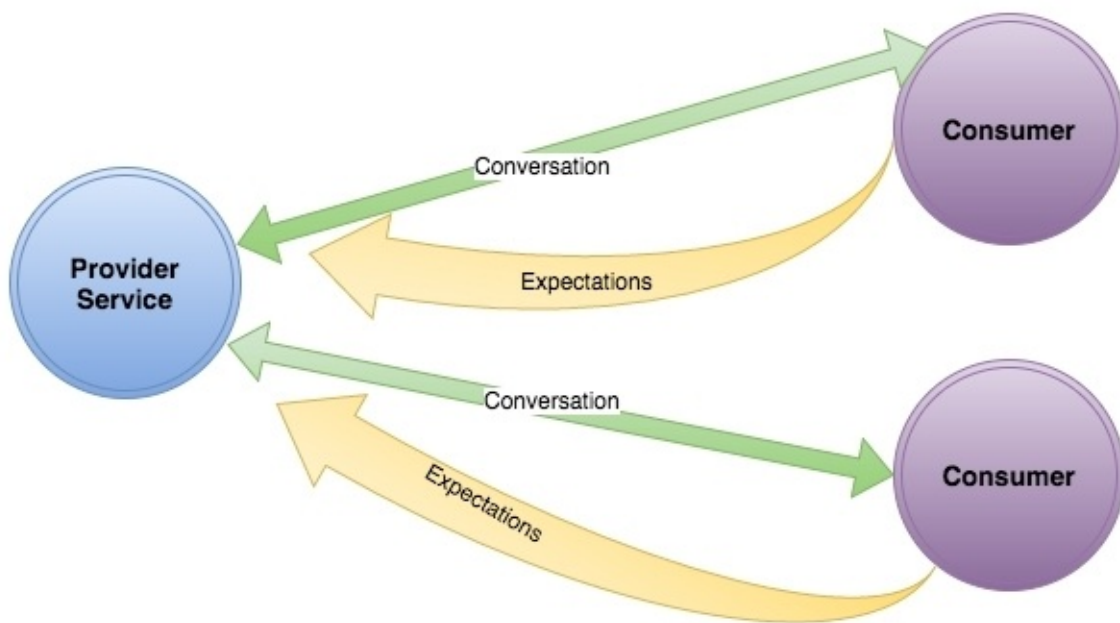 Consumer
Conversation
Provider
Service
Expectations
Conversation
Expectations
Consumer